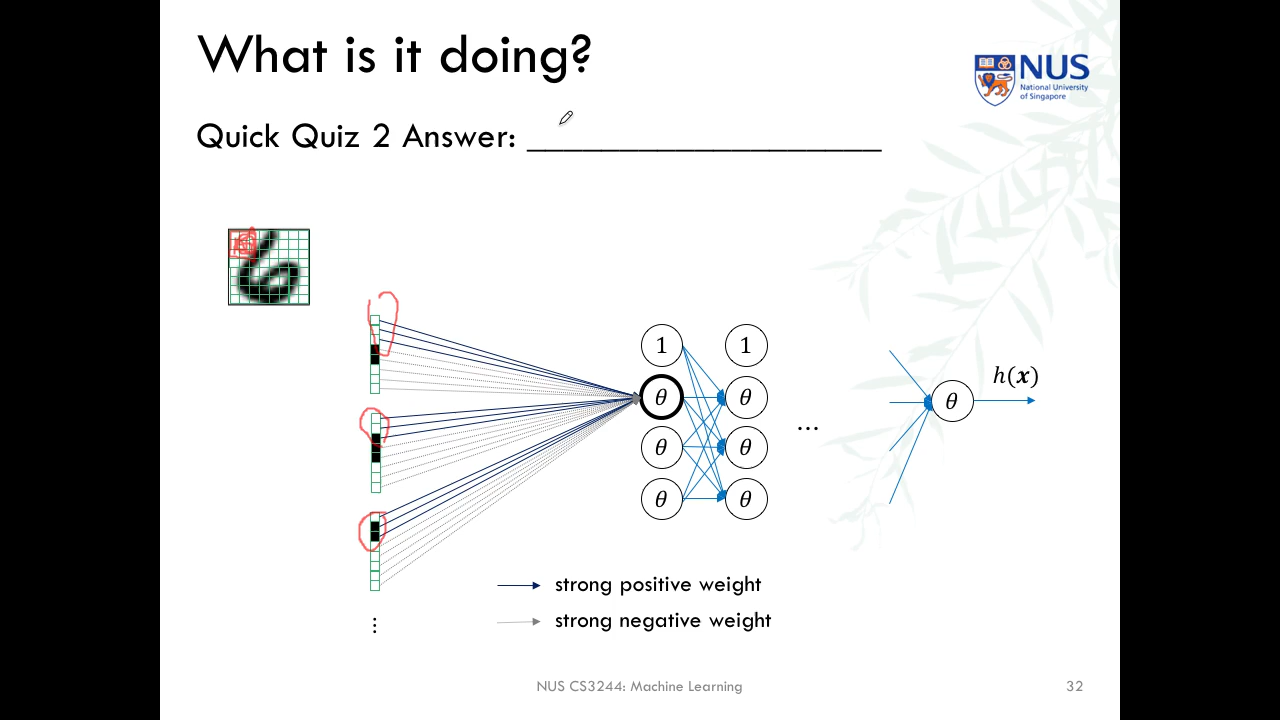 What is it doing?
NUS
National University
of Singapore
Quick Quiz 2 Answer: ____________________
1
1
h(x)
θ
θ
θ
...
θ
θ
θ
θ
strong positive weight
strong negative weight
⋮
NUS CS3244: Machine Learning
32